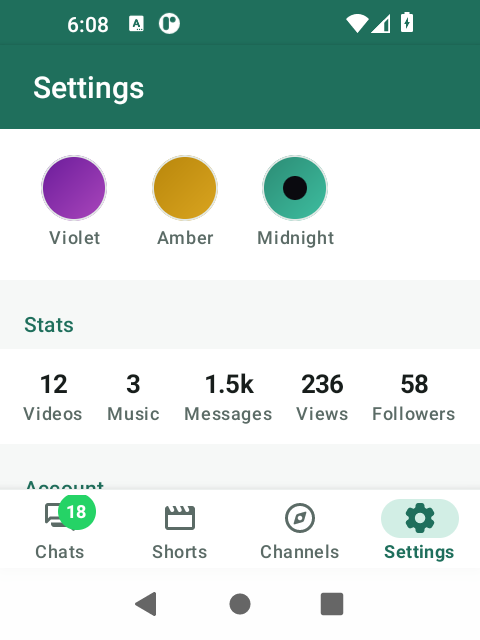 6:08
Settings
Violet Amber Midnight
Stats
12 3 1.5k 236 58
Videos Music Messages Views Followers
Account
18
Chats Shorts Channels Settings